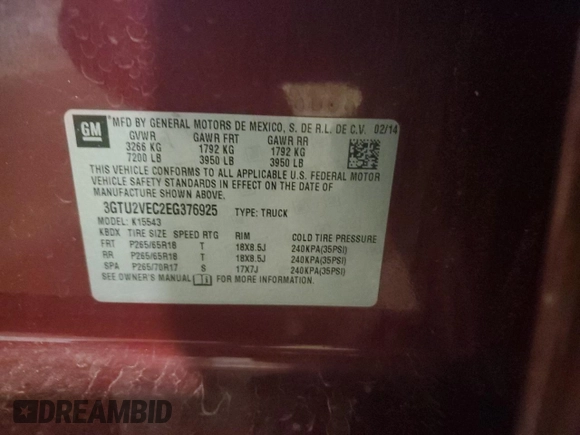 GM
*MFD BY GENERAL MOTORS DE MEXICO, S. DE R.L. DE C.V. 02/14
GVWR GAWR FRT GAWR RR
3266 KG 1792 KG 1792 KG
7200 LB 3950 LB 3950 LB
THIS VEHICLE CONFORMS TO ALL APPLICABLE U.S. FEDERAL MOTOR
VEHICLE SAFETY STANDARDS IN EFFECT ON THE DATE OF
MANUFACTURE SHOWN ABOVE.
3GTU2VEC2EG376925 TYPE: TRUCK
MODEL: K15543
KBDX TIRE SIZE SPEED RTG RIM COLD TIRE PRESSURE
FRT P265/65R18 T 18X8.5J 240KPA(35PSI)
RR P265/65R18 T 18X8.5J 240KPA(35PSI)
SPA P265/70R17 S 17X7J 240KPA(35PSI)
SEE OWNER'S MANUAL FOR MORE INFORMATION.
DREAMBID